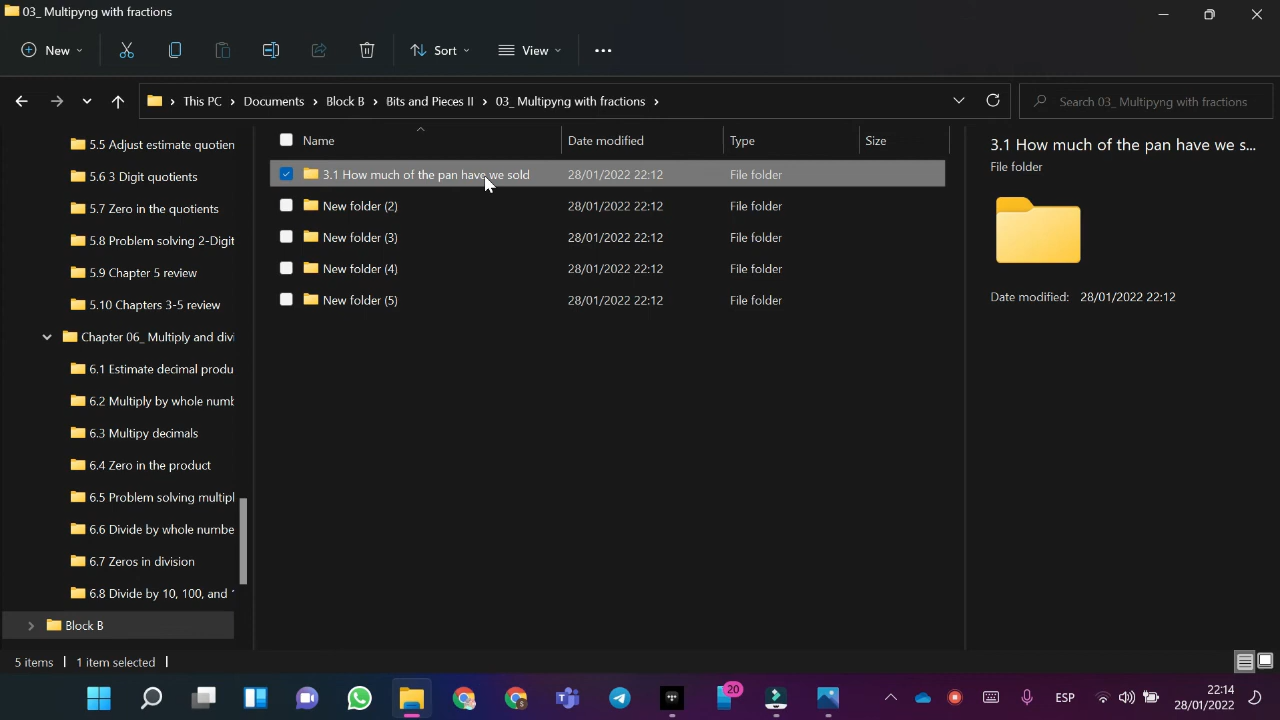 03_ Multipyng with fractions
New
Sort
View
This PC > Documents > Block B > Bits and Pieces II > 03_ Multipyng with fractions >
Search 03_ Multipyng with fractions
5.5 Adjust estimate quotien
5.6 3 Digit quotients
5.7 Zero in the quotients
5.8 Problem solving 2-Digit
5.9 Chapter 5 review
5.10 Chapters 3-5 review
Chapter 06_ Multiply and divi
6.1 Estimate decimal produ
6.2 Multiply by whole numb
6.3 Multipy decimals
6.4 Zero in the product
6.5 Problem solving multipl
6.6 Divide by whole numbe
6.7 Zeros in division
6.8 Divide by 10, 100, and
Block B
Name Date modified Type Size
3.1 How much of the pan have we sold 28/01/2022 22:12 File folder
New folder (2) 28/01/2022 22:12 File folder
New folder (3) 28/01/2022 22:12 File folder
New folder (4) 28/01/2022 22:12 File folder
New folder (5) 28/01/2022 22:12 File folder
3.1 How much of the pan have we s...
File folder
Date modified: 28/01/2022 22:12
5 items 1 item selected
20
ESP
22:14
28/01/2022